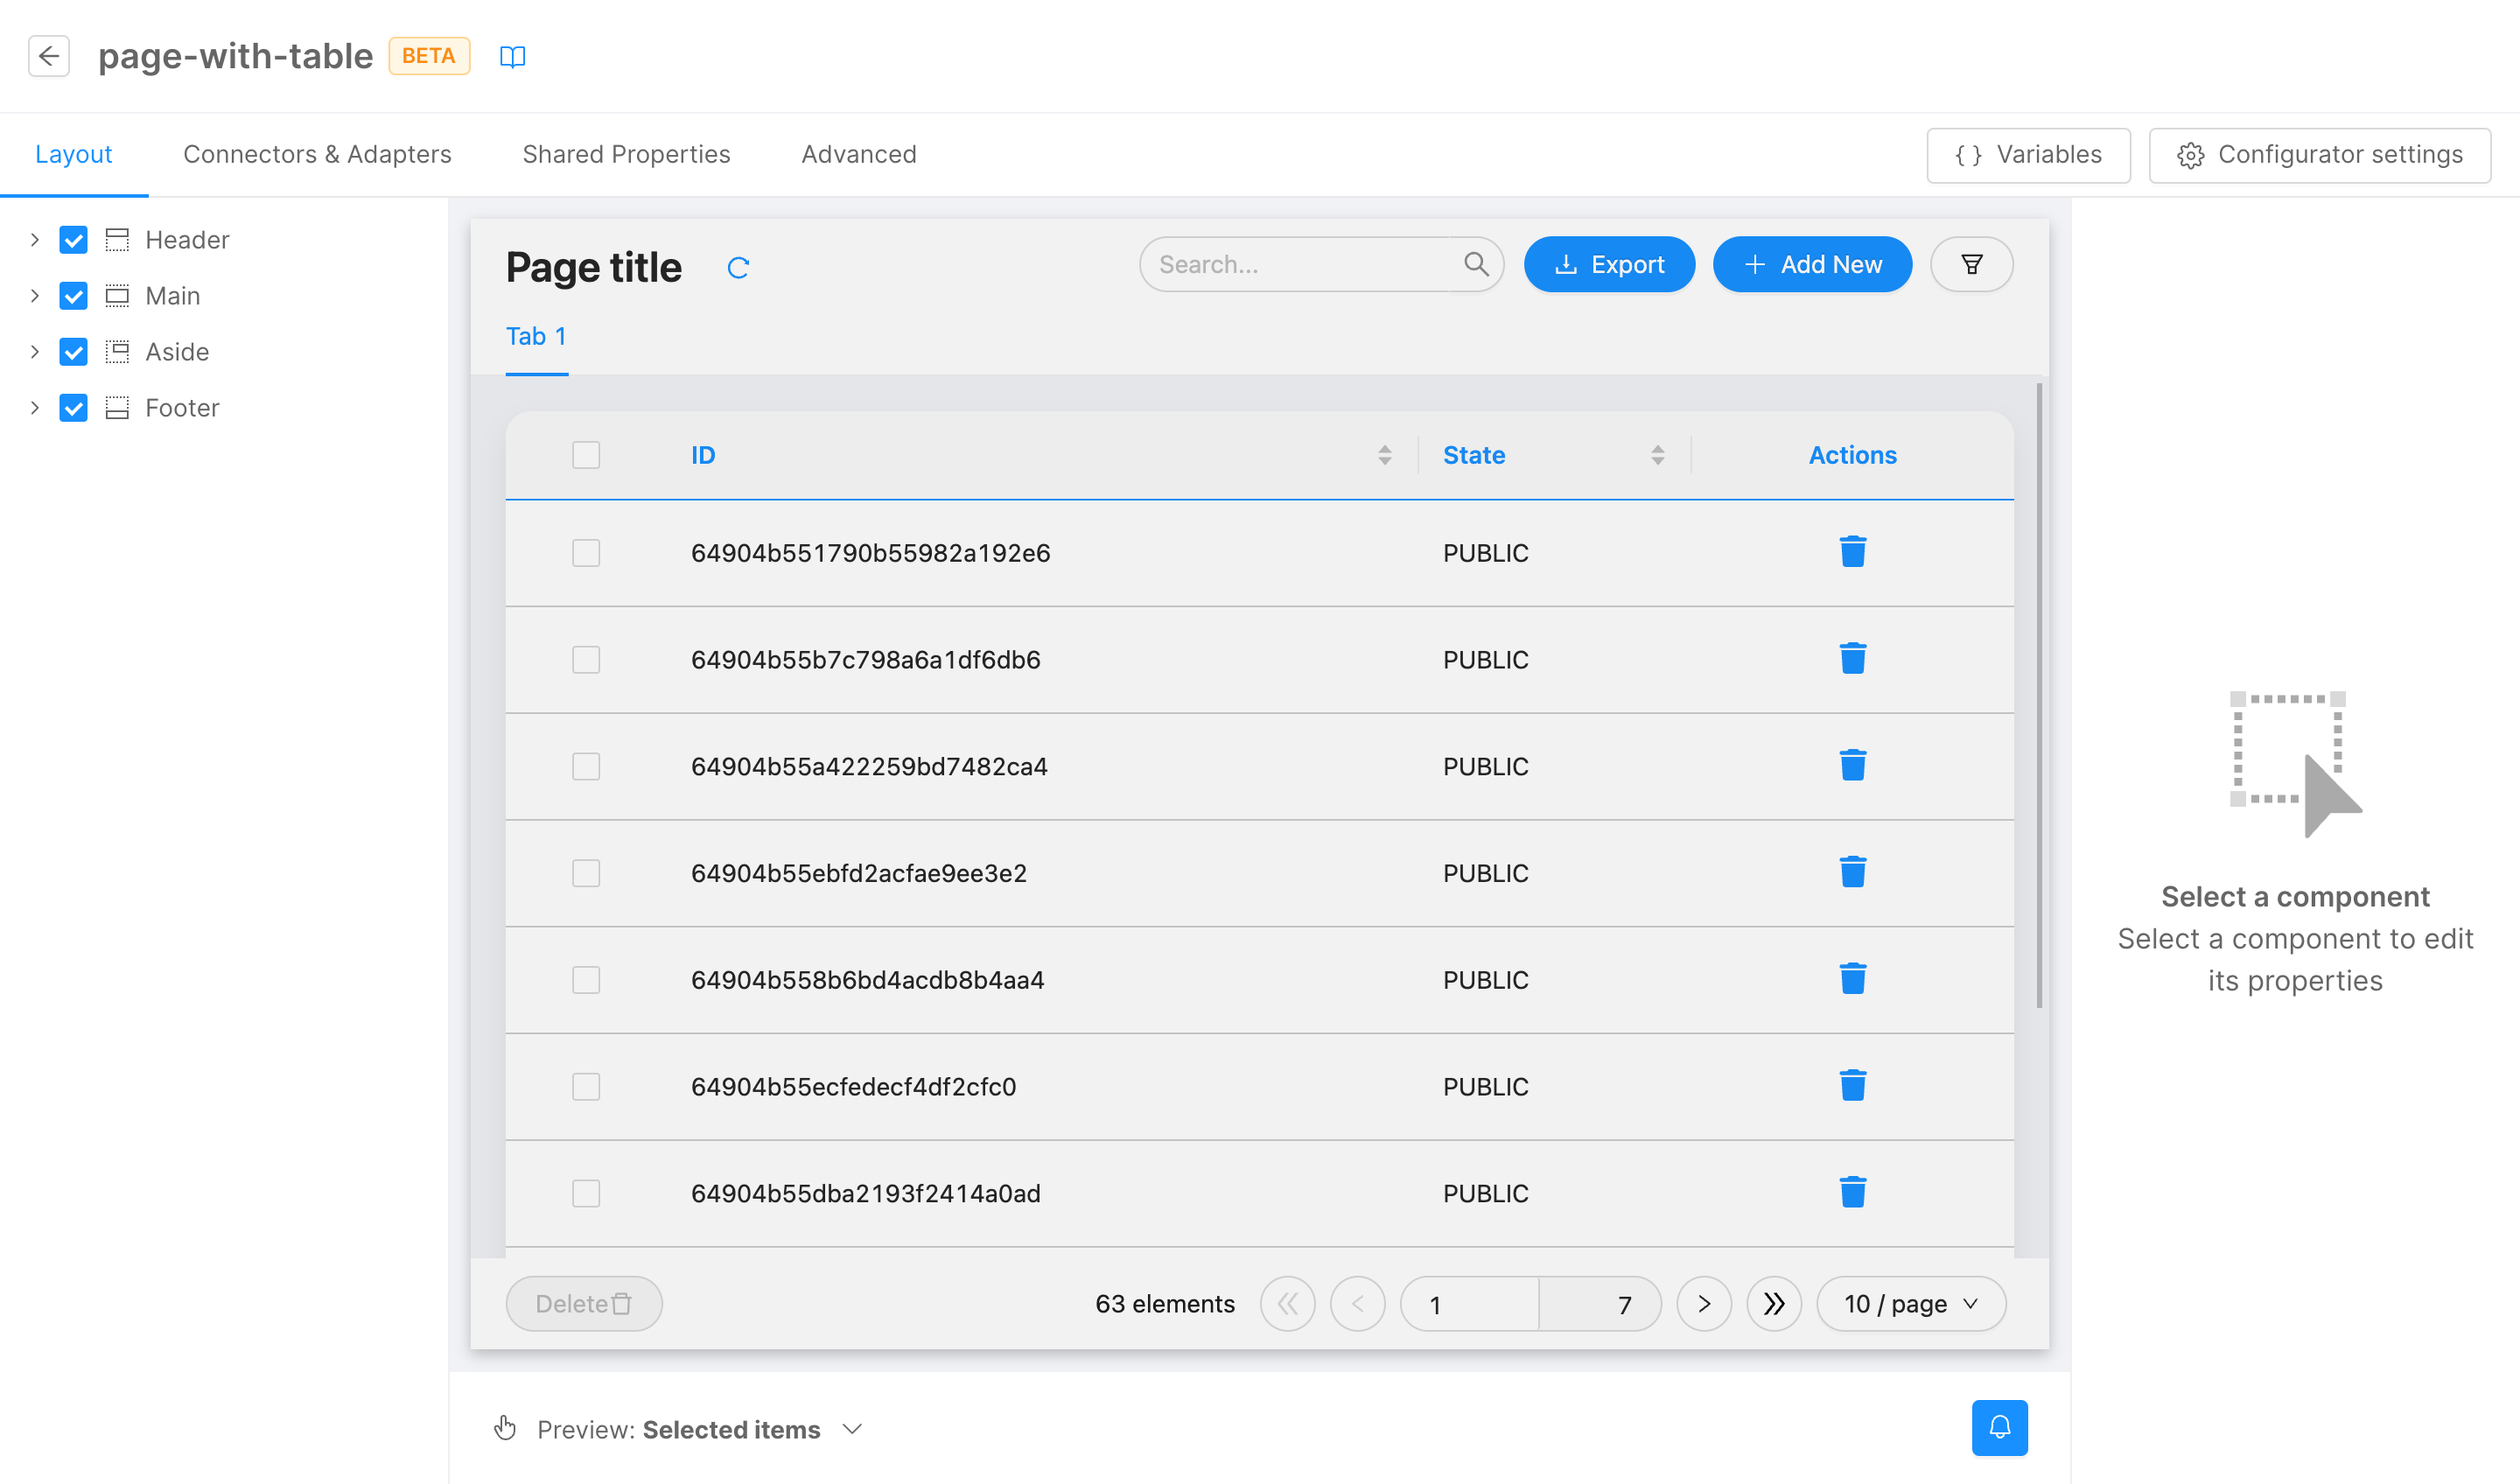 page-with-table BETA
Layout Connectors & Adapters Shared Properties Advanced { } Variables Configurator settings
Header
Main
Aside
Footer
Page title Search... Export Add New
Tab 1
ID State Actions
64904b551790b55982a192e6 PUBLIC
64904b55b7c798a6a1df6db6 PUBLIC
64904b55a422259bd7482ca4 PUBLIC
64904b55ebfd2acfae9ee3e2 PUBLIC
64904b558b6bd4acdb8b4aa4 PUBLIC
64904b55ecfedecf4df2cfc0 PUBLIC
64904b55dba2193f2414a0ad PUBLIC
Delete 63 elements 1 7 10 / page
Preview: Selected items
Select a component
Select a component to edit
its properties